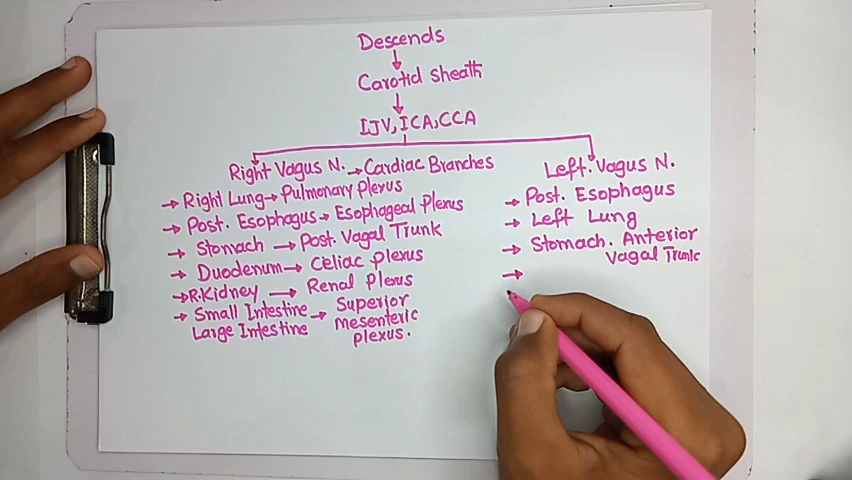 Descends
↓
Carotid Sheath
↓
IJV, ICA, CCA
Right Vagus N. → Cardiac Branches
→ Right Lung → Pulmonary Plexus
→ Post. Esophagus → Esophageal Plexus
→ Stomach → Post. Vagal Trunk
→ Duodenum → Celiac plexus
→ R.Kidney → Renal Plexus
→ Small Intestine → Superior
Large Intestine Mesenteric
plexus.
Left. Vagus N.
→ Post. Esophagus
→ Left Lung
→ Stomach. Anterior
Vagal Trunk
→